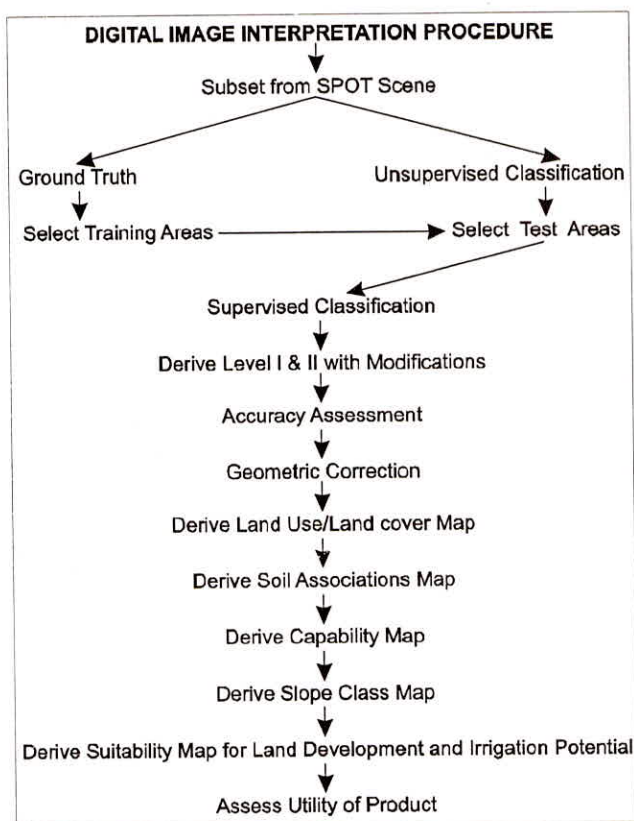 DIGITAL IMAGE INTERPRETATION PROCEDURE
Subset from SPOT Scene
Ground Truth
Unsupervised Classification
Select Training Areas
Select Test Areas
Supervised Classification
Derive Level I & II with Modifications
Accuracy Assessment
Geometric Correction
Derive Land Use/Land cover Map
Derive Soil Associations Map
Derive Capability Map
Derive Slope Class Map
Derive Suitability Map for Land Development and Irrigation Potential
Assess Utility of Product